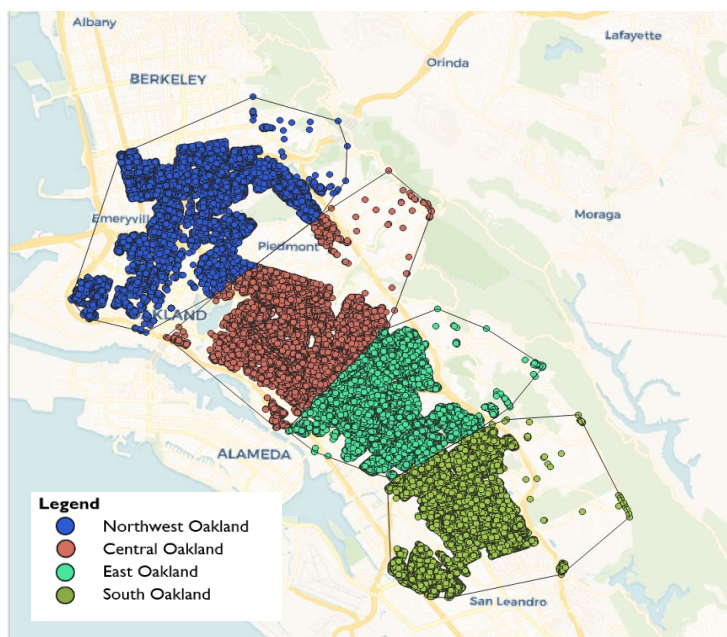 Albany
Lafayette
Orinda
BERKELEY
Moraga
Emeryville
Piedmont
KLAND
ALAMEDA
Legend
Northwest Oakland
Central Oakland
East Oakland
South Oakland
San Leandro